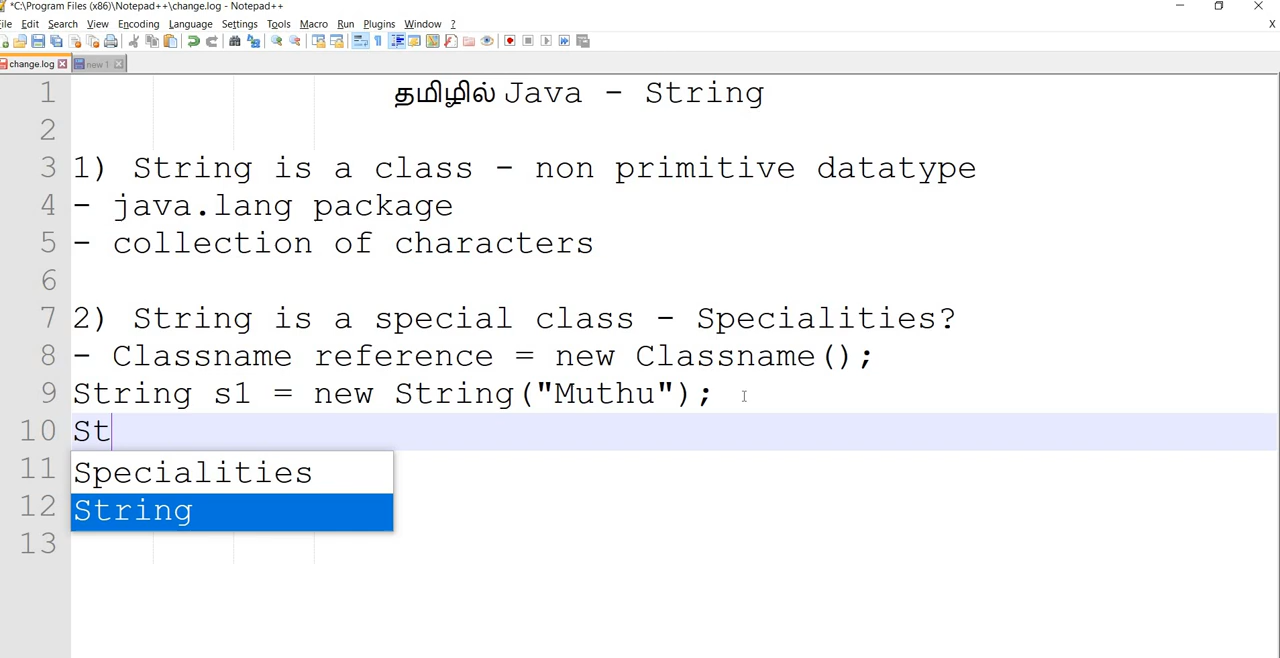 *C:\Program Files (x86)\Notepad++\change.log - Notepad++
ile Edit Search View Encoding Language Settings Tools Macro Run Plugins Window ? X
change.log new 1
1 தமிழில் Java - String
2
3 1) String is a class - non primitive datatype
4 - java.lang package
5 - collection of characters
6
7 2) String is a special class - Specialities?
8 - Classname reference = new Classname();
9 String s1 = new String("Muthu");
10 St
11 Specialities
12 String
13